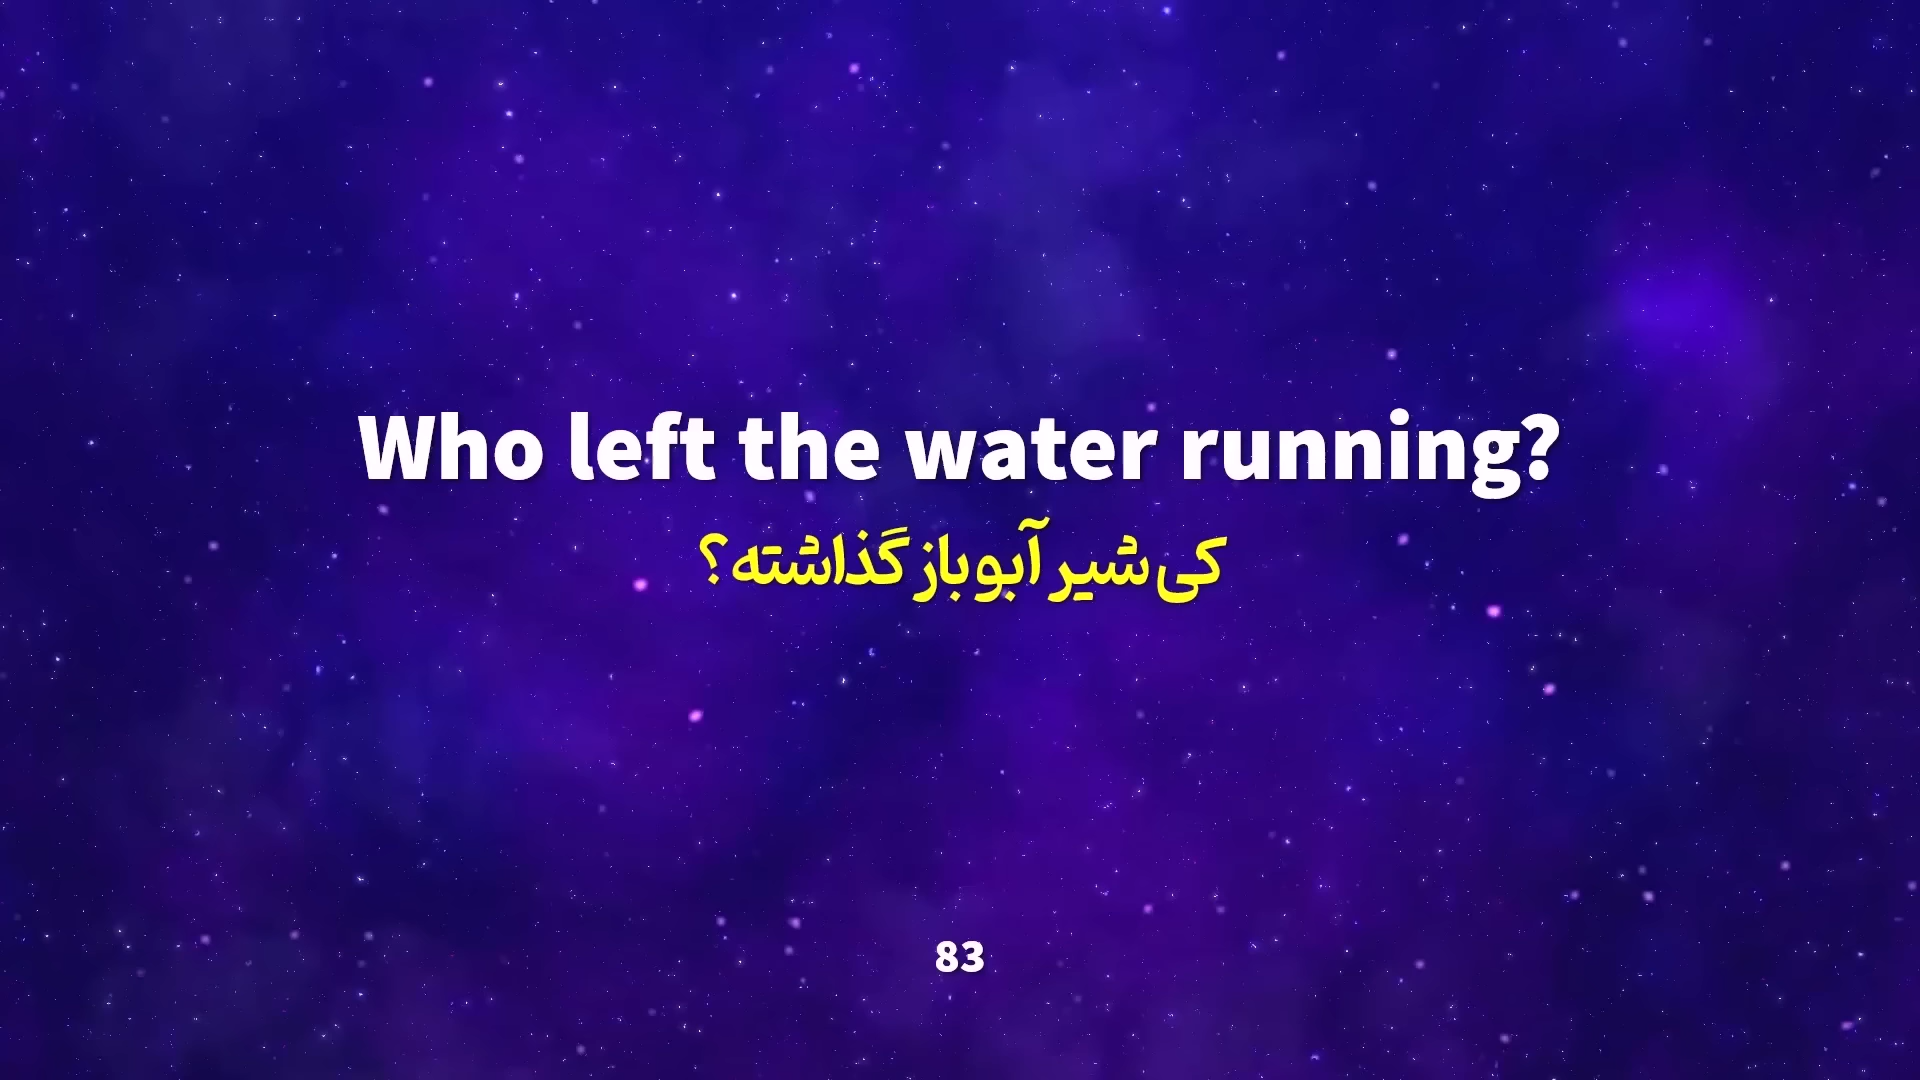 Who left the water running?
کی شیر آبو باز گذاشته؟
83